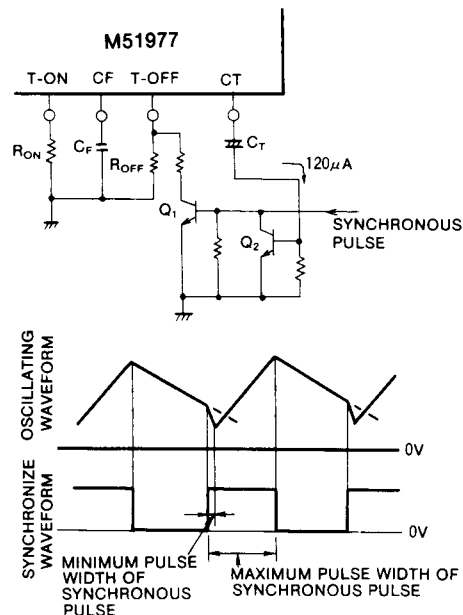 M51977
T-ON CF T-OFF CT
RON
CF
ROFF
CT
120μA
Q1
Q2
SYNCHRONOUS
PULSE
OSCILLATING
WAVEFORM
0V
SYNCHRONIZE
WAVEFORM
0V
MINIMUM PULSE
WIDTH OF
SYNCHRONOUS
PULSE
MAXIMUM PULSE WIDTH OF
SYNCHRONOUS PULSE